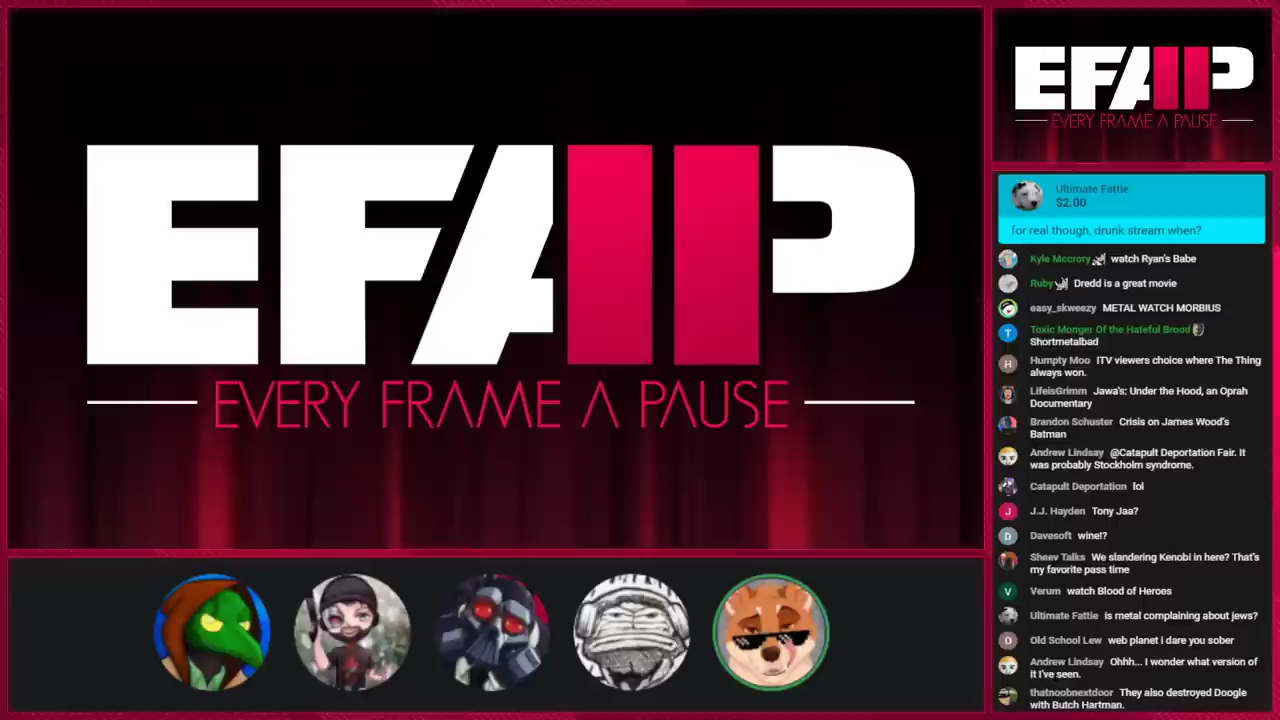 EFAP
EVERY FRAME A PAUSE
EFAP
EVERY FRAME A PAUSE
Ultimate Fattie
$2.00
for real though, drunk stream when?
Kyle Mccrory watch Ryan's Babe
Ruby Dredd is a great movie
easy_skweezy METAL WATCH MORBIUS
Toxic Monger Of the Hateful Brood
Shortmetalbad
H Humpty Moo ITV viewers choice where The Thing
always won.
LifeisGrimm Jawa's: Under the Hood, an Oprah
Documentary
Brandon Schuster Crisis on James Wood's
Batman
Andrew Lindsay @Catapult Deportation Fair. It
was probably Stockholm syndrome.
Catapult Deportation lol
J J.J. Hayden Tony Jaa?
D Davesoft wine!?
Sheev Talks We slandering Kenobi in here? That's
my favorite pass time
V Verum watch Blood of Heroes
Ultimate Fattie is metal complaining about jews?
O Old School Lew web planet i dare you sober
Andrew Lindsay Ohhh... I wonder what version of
it I've seen.
thatnoobnextdoor They also destroyed Doogle
with Butch Hartman.